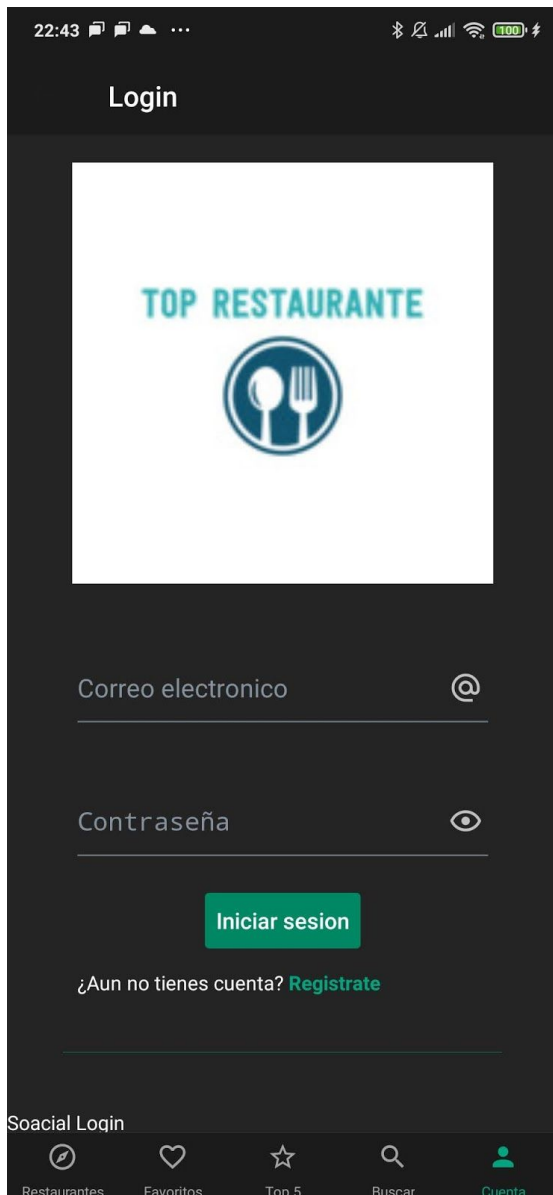 22:43
100
Login
TOP RESTAURANTE
Correo electronico
Contraseña
Iniciar sesion
¿Aun no tienes cuenta? Registrate
Soacial Login
Restaurantes Favoritos Top 5 Buscar Cuenta